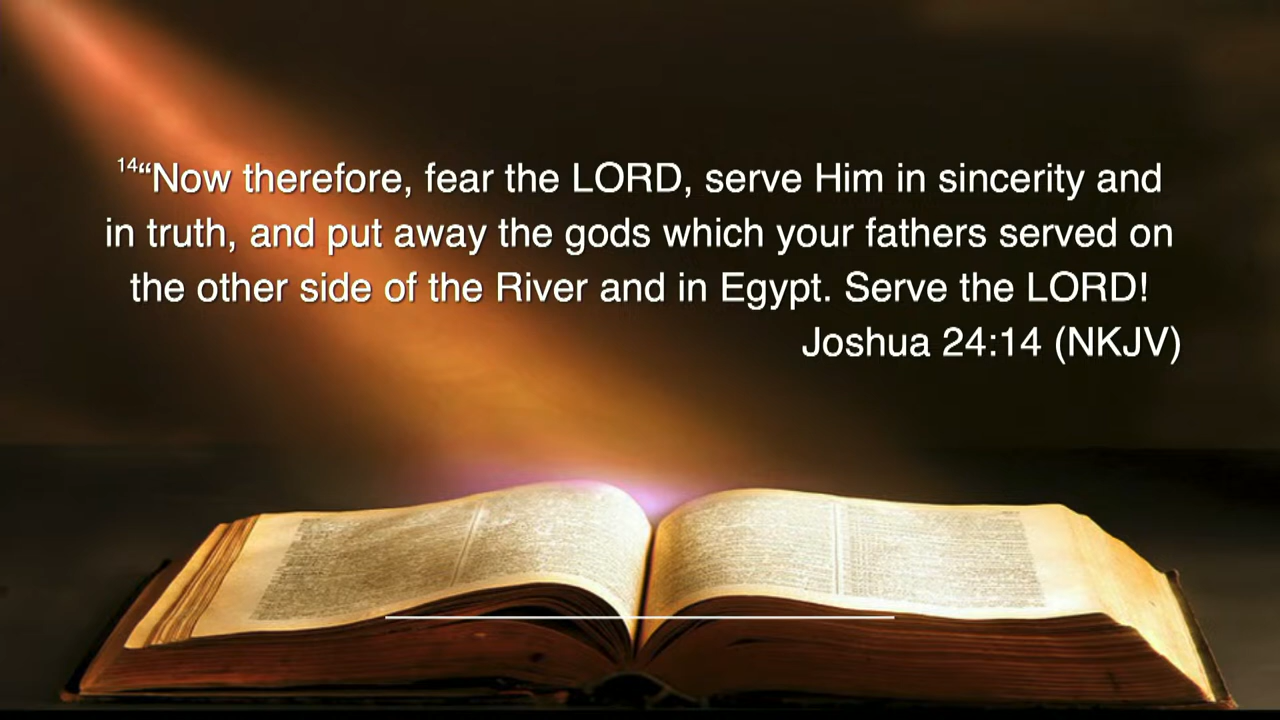 14“Now therefore, fear the LORD, serve Him in sincerity and
in truth, and put away the gods which your fathers served on
the other side of the River and in Egypt. Serve the LORD!
Joshua 24:14 (NKJV)